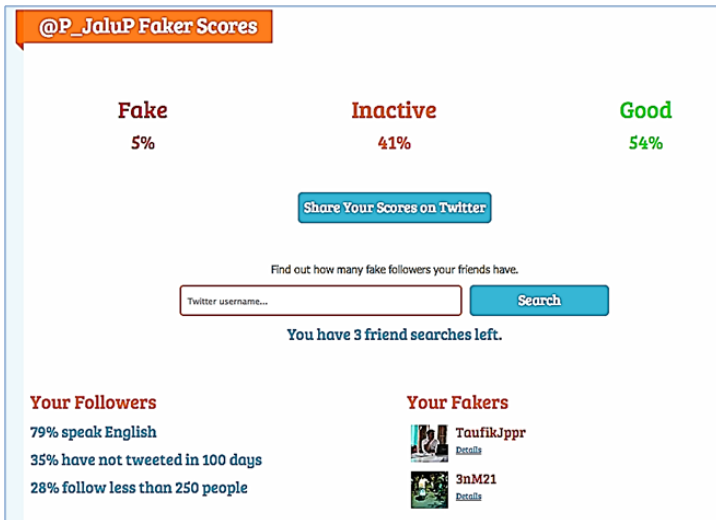 @P_JaluP Faker Scores
Fake Inactive Good
5% 41% 54%
Share Your Scores on Twitter
Find out how many fake followers your friends have.
Twitter username... Search
You have 3 friend searches left.
Your Followers
79% speak English
35% have not tweeted in 100 days
28% follow less than 250 people
Your Fakers
TaufikJppr
Details
3nM21
Details